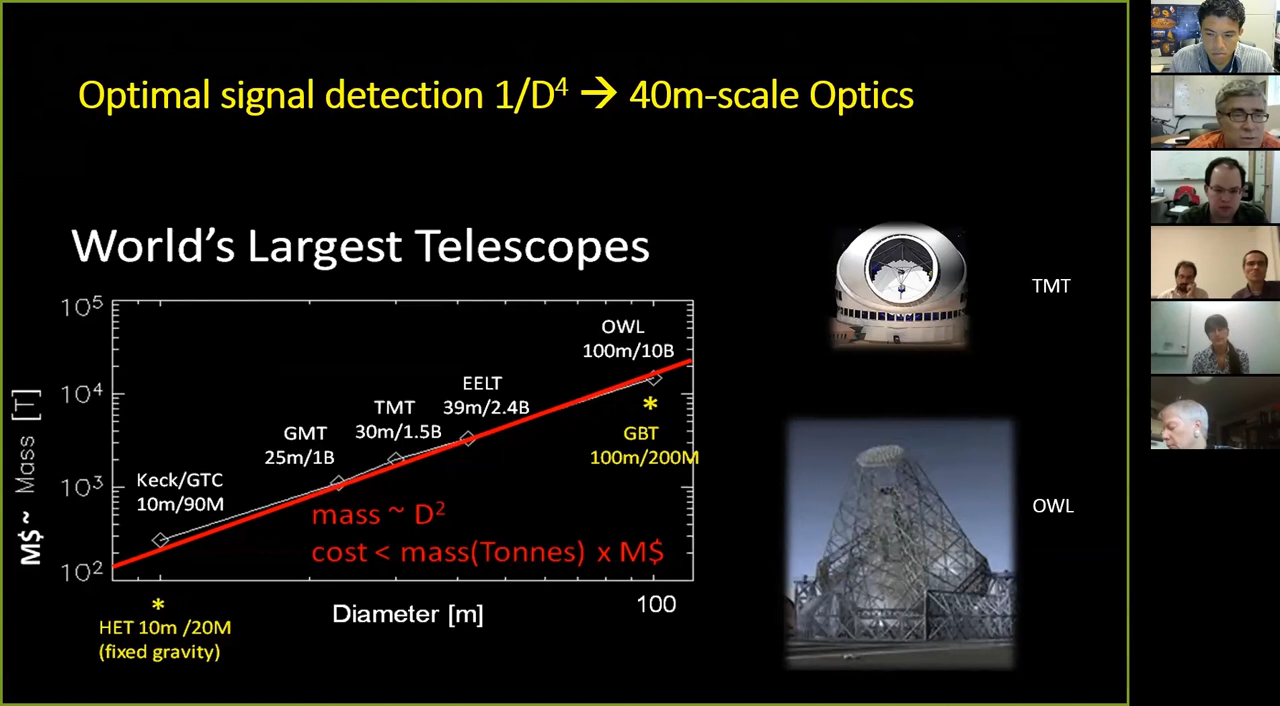 Optimal signal detection 1/D⁴ → 40m-scale Optics
World's Largest Telescopes
TMT
OWL
10⁵
10⁴
10³
10²
M$~ Mass [T]
OWL
100m/10B
EELT
39m/2.4B
TMT
30m/1.5B
GMT
25m/1B
Keck/GTC
10m/90M
*
GBT
100m/200M
mass ~ D²
cost < mass(Tonnes) x M$
Diameter [m]
100
*
HET 10m /20M
(fixed gravity)